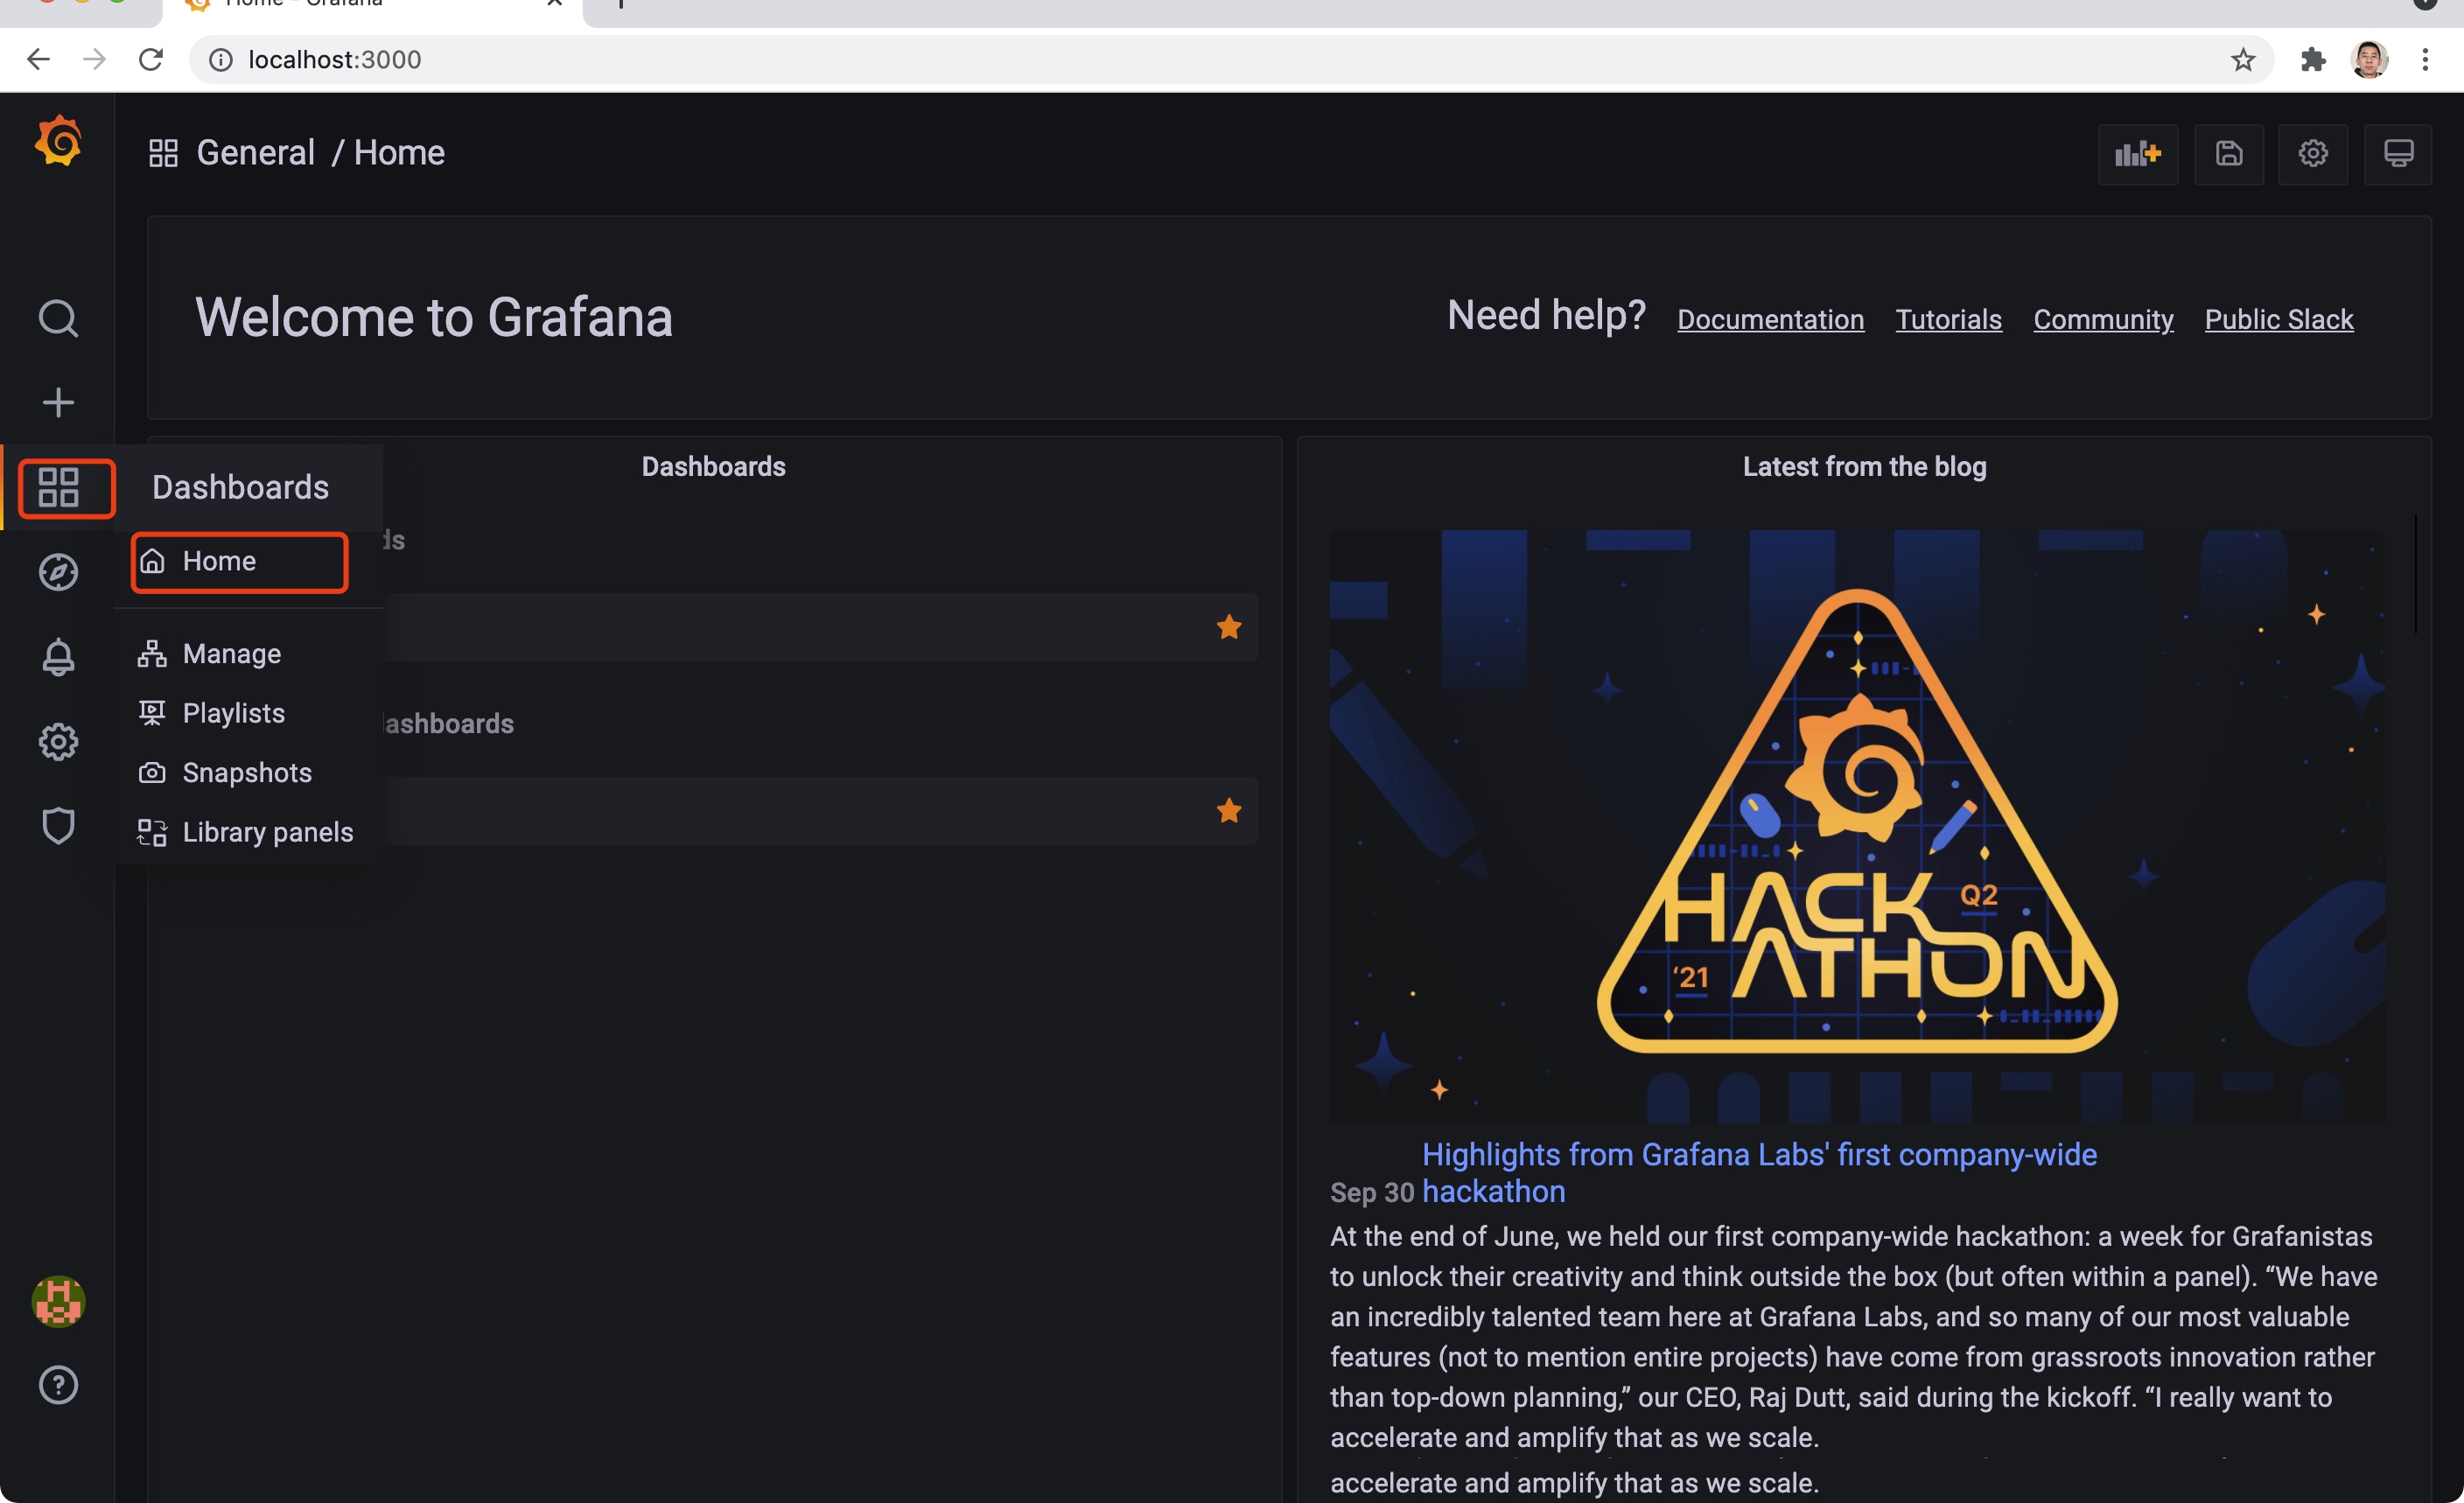 Home - Grafana
localhost:3000
General / Home
Welcome to Grafana
Need help? Documentation Tutorials Community Public Slack
Dashboards
Home
Manage
Playlists
Snapshots
Library panels
Dashboards
ds
ashboards
Latest from the blog
HACK
Q2
'21
ATHON
Highlights from Grafana Labs' first company-wide
Sep 30 hackathon
At the end of June, we held our first company-wide hackathon: a week for Grafanistas
to unlock their creativity and think outside the box (but often within a panel). “We have
an incredibly talented team here at Grafana Labs, and so many of our most valuable
features (not to mention entire projects) have come from grassroots innovation rather
than top-down planning,” our CEO, Raj Dutt, said during the kickoff. “I really want to
accelerate and amplify that as we scale.
accelerate and amplify that as we scale.